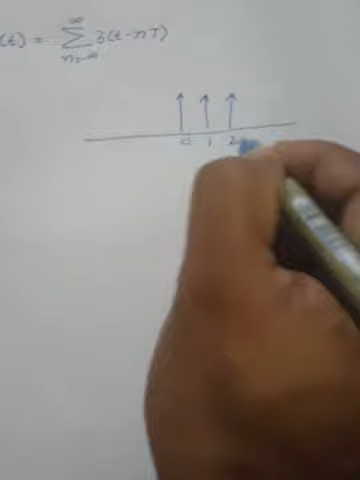 (t) = ∞∑n=-∞ δ(t-nT)
0 1 2